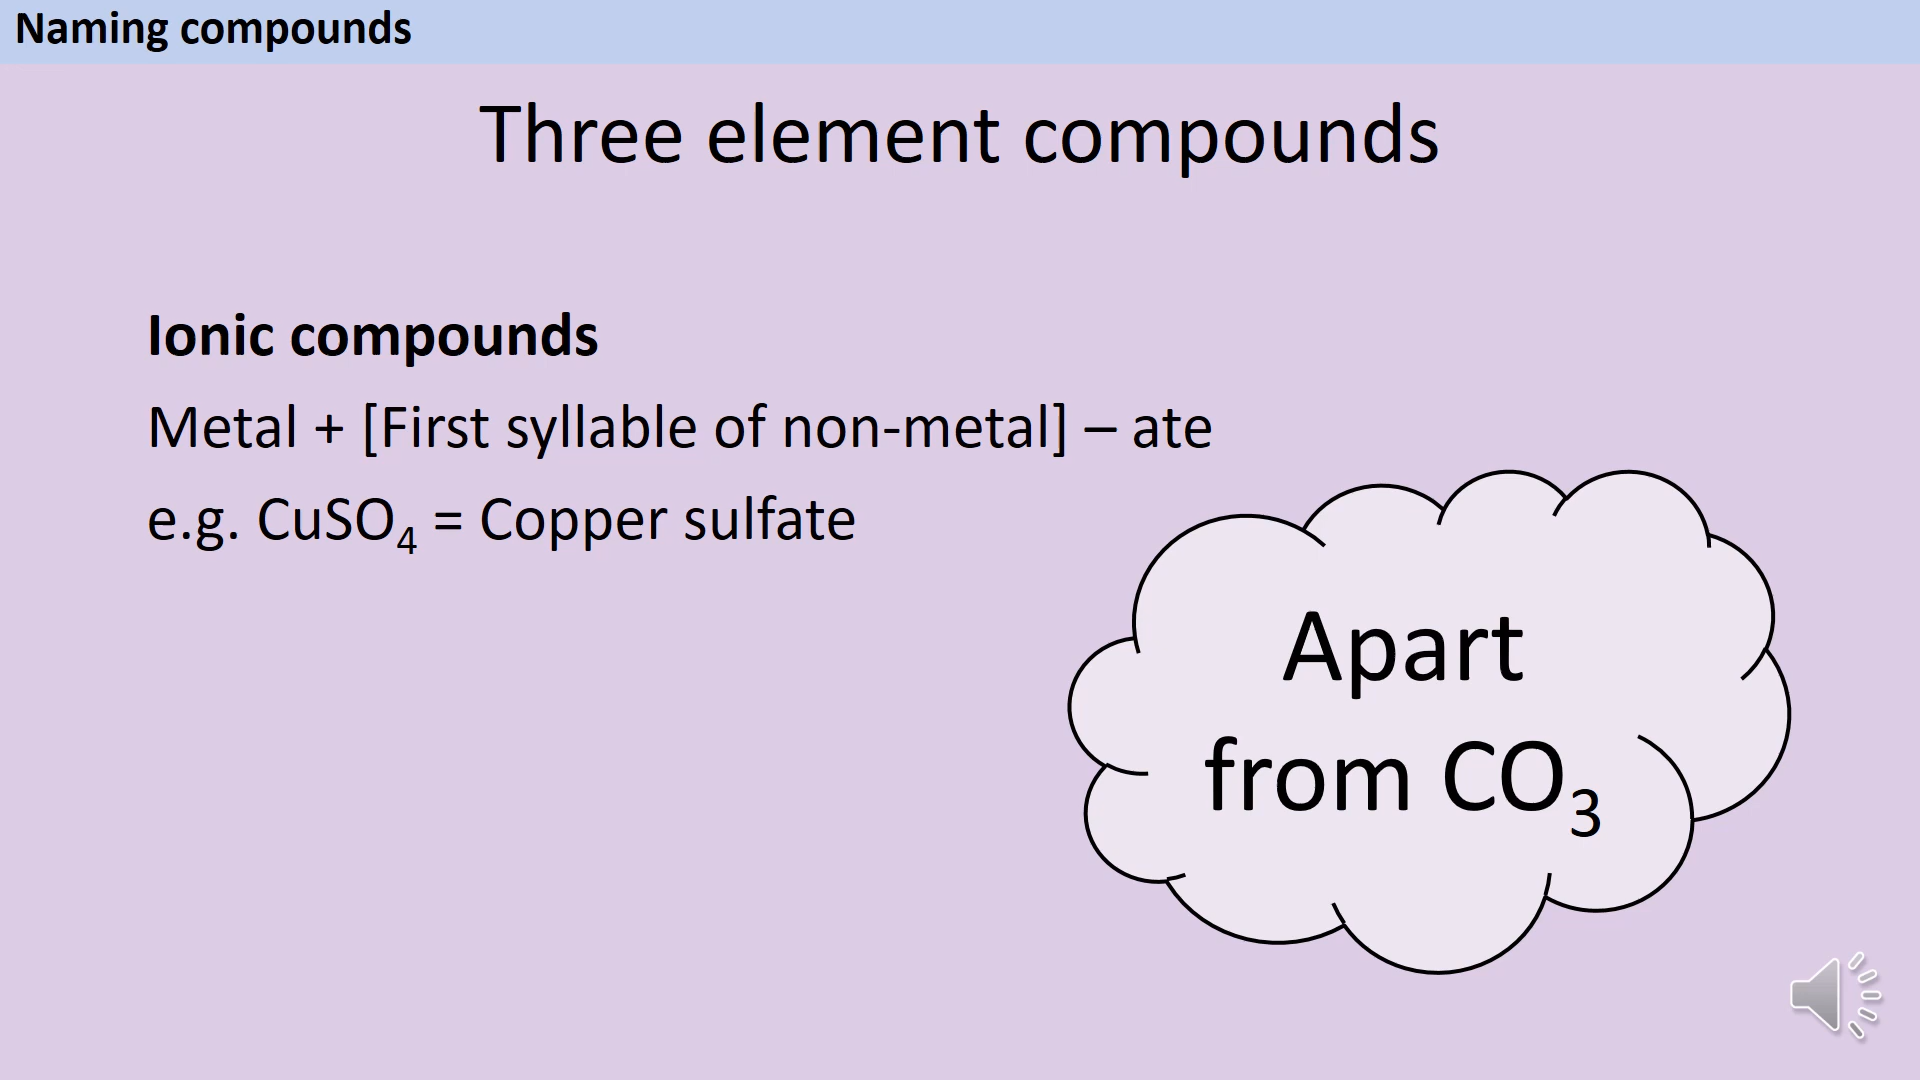 Naming compounds
Three element compounds
Ionic compounds
Metal + [First syllable of non-metal] – ate
e.g. CuSO₄ = Copper sulfate
Apart
from CO₃